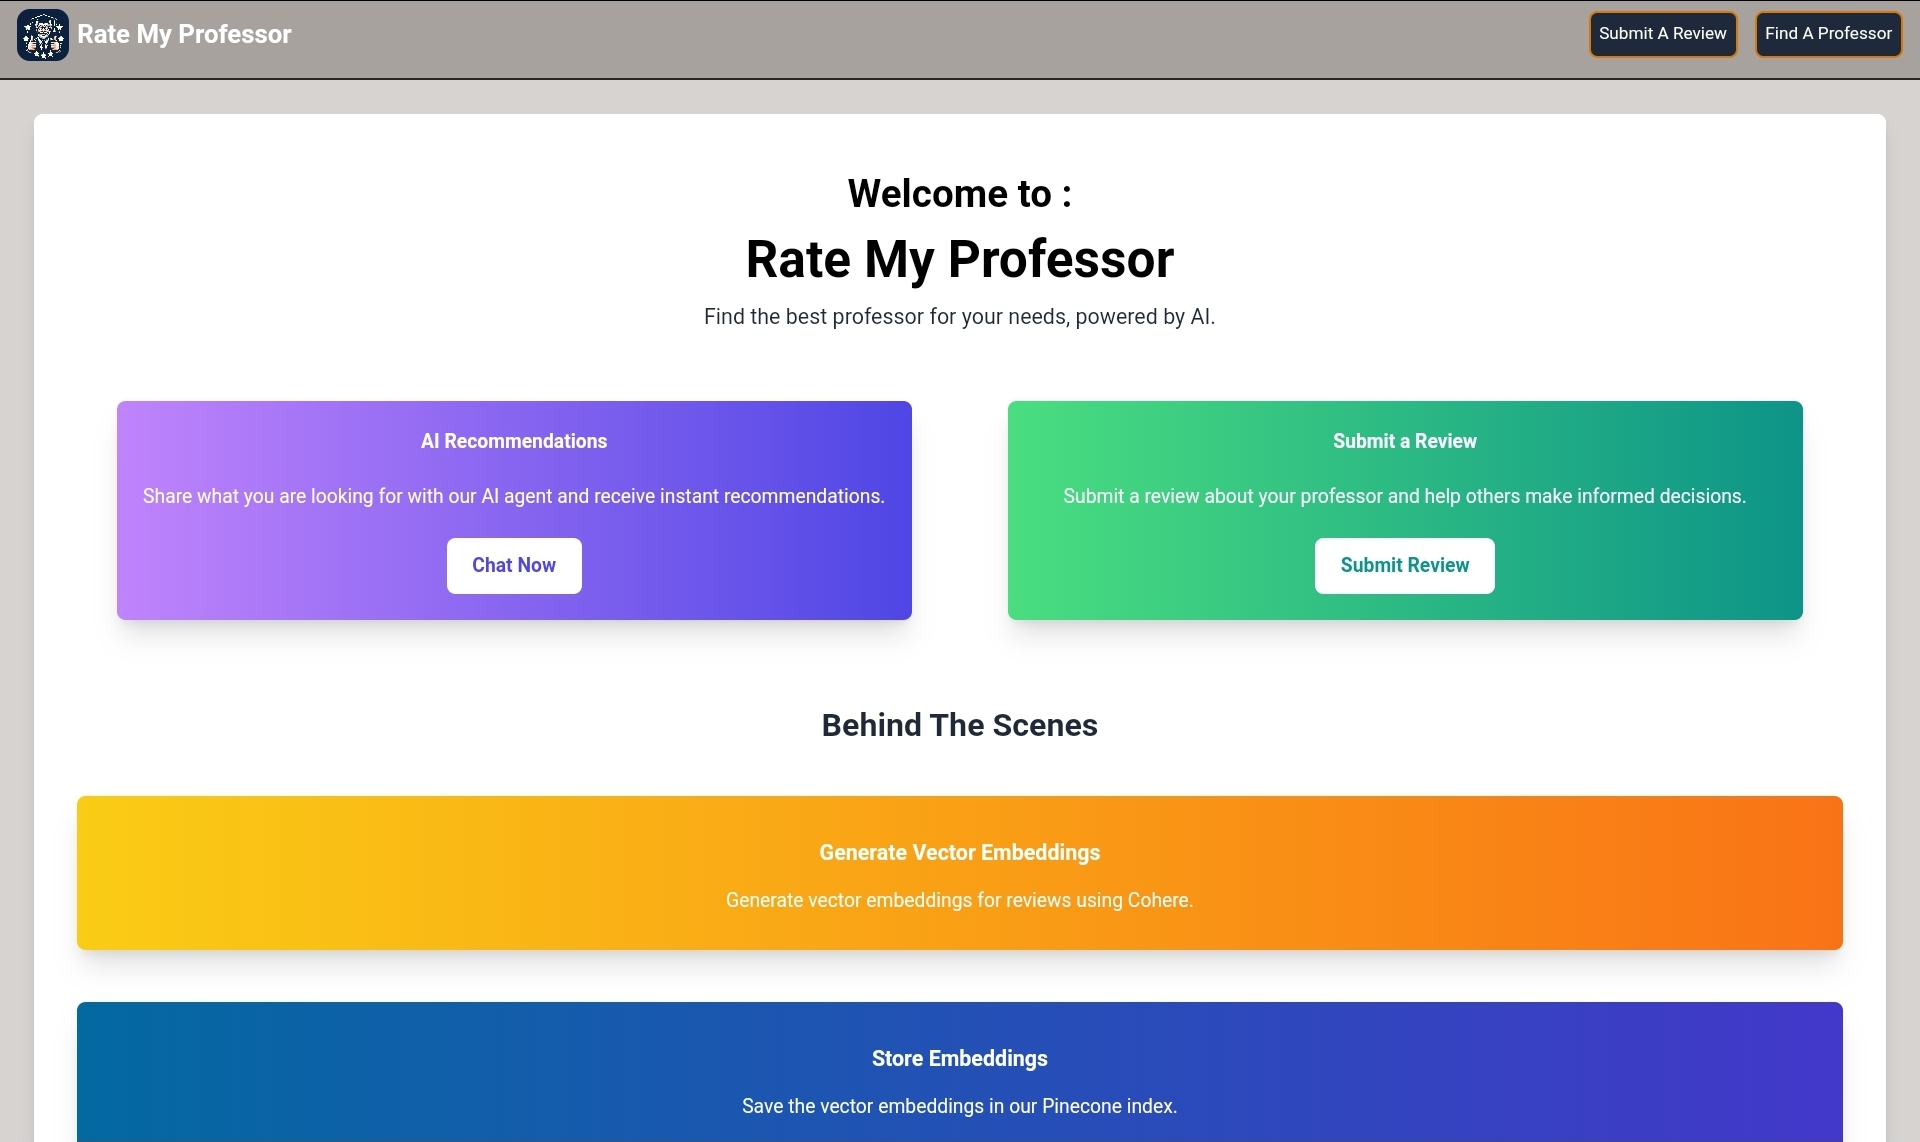 Rate My Professor
Submit A Review
Find A Professor
Welcome to :
Rate My Professor
Find the best professor for your needs, powered by AI.
AI Recommendations
Share what you are looking for with our AI agent and receive instant recommendations.
Chat Now
Submit a Review
Submit a review about your professor and help others make informed decisions.
Submit Review
Behind The Scenes
Generate Vector Embeddings
Generate vector embeddings for reviews using Cohere.
Store Embeddings
Save the vector embeddings in our Pinecone index.